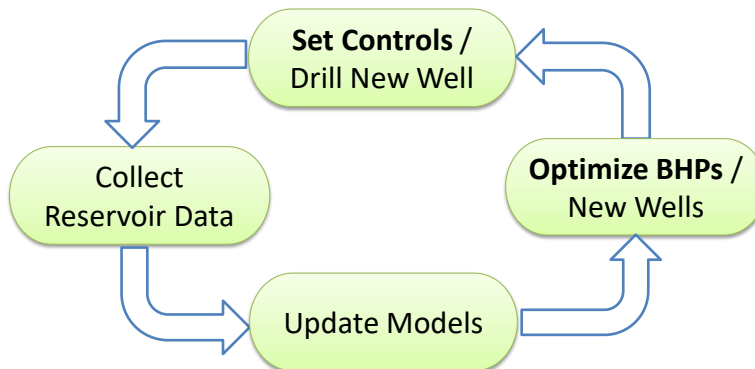 Set Controls /
Drill New Well
Collect
Reservoir Data
Optimize BHPs /
New Wells
Update Models